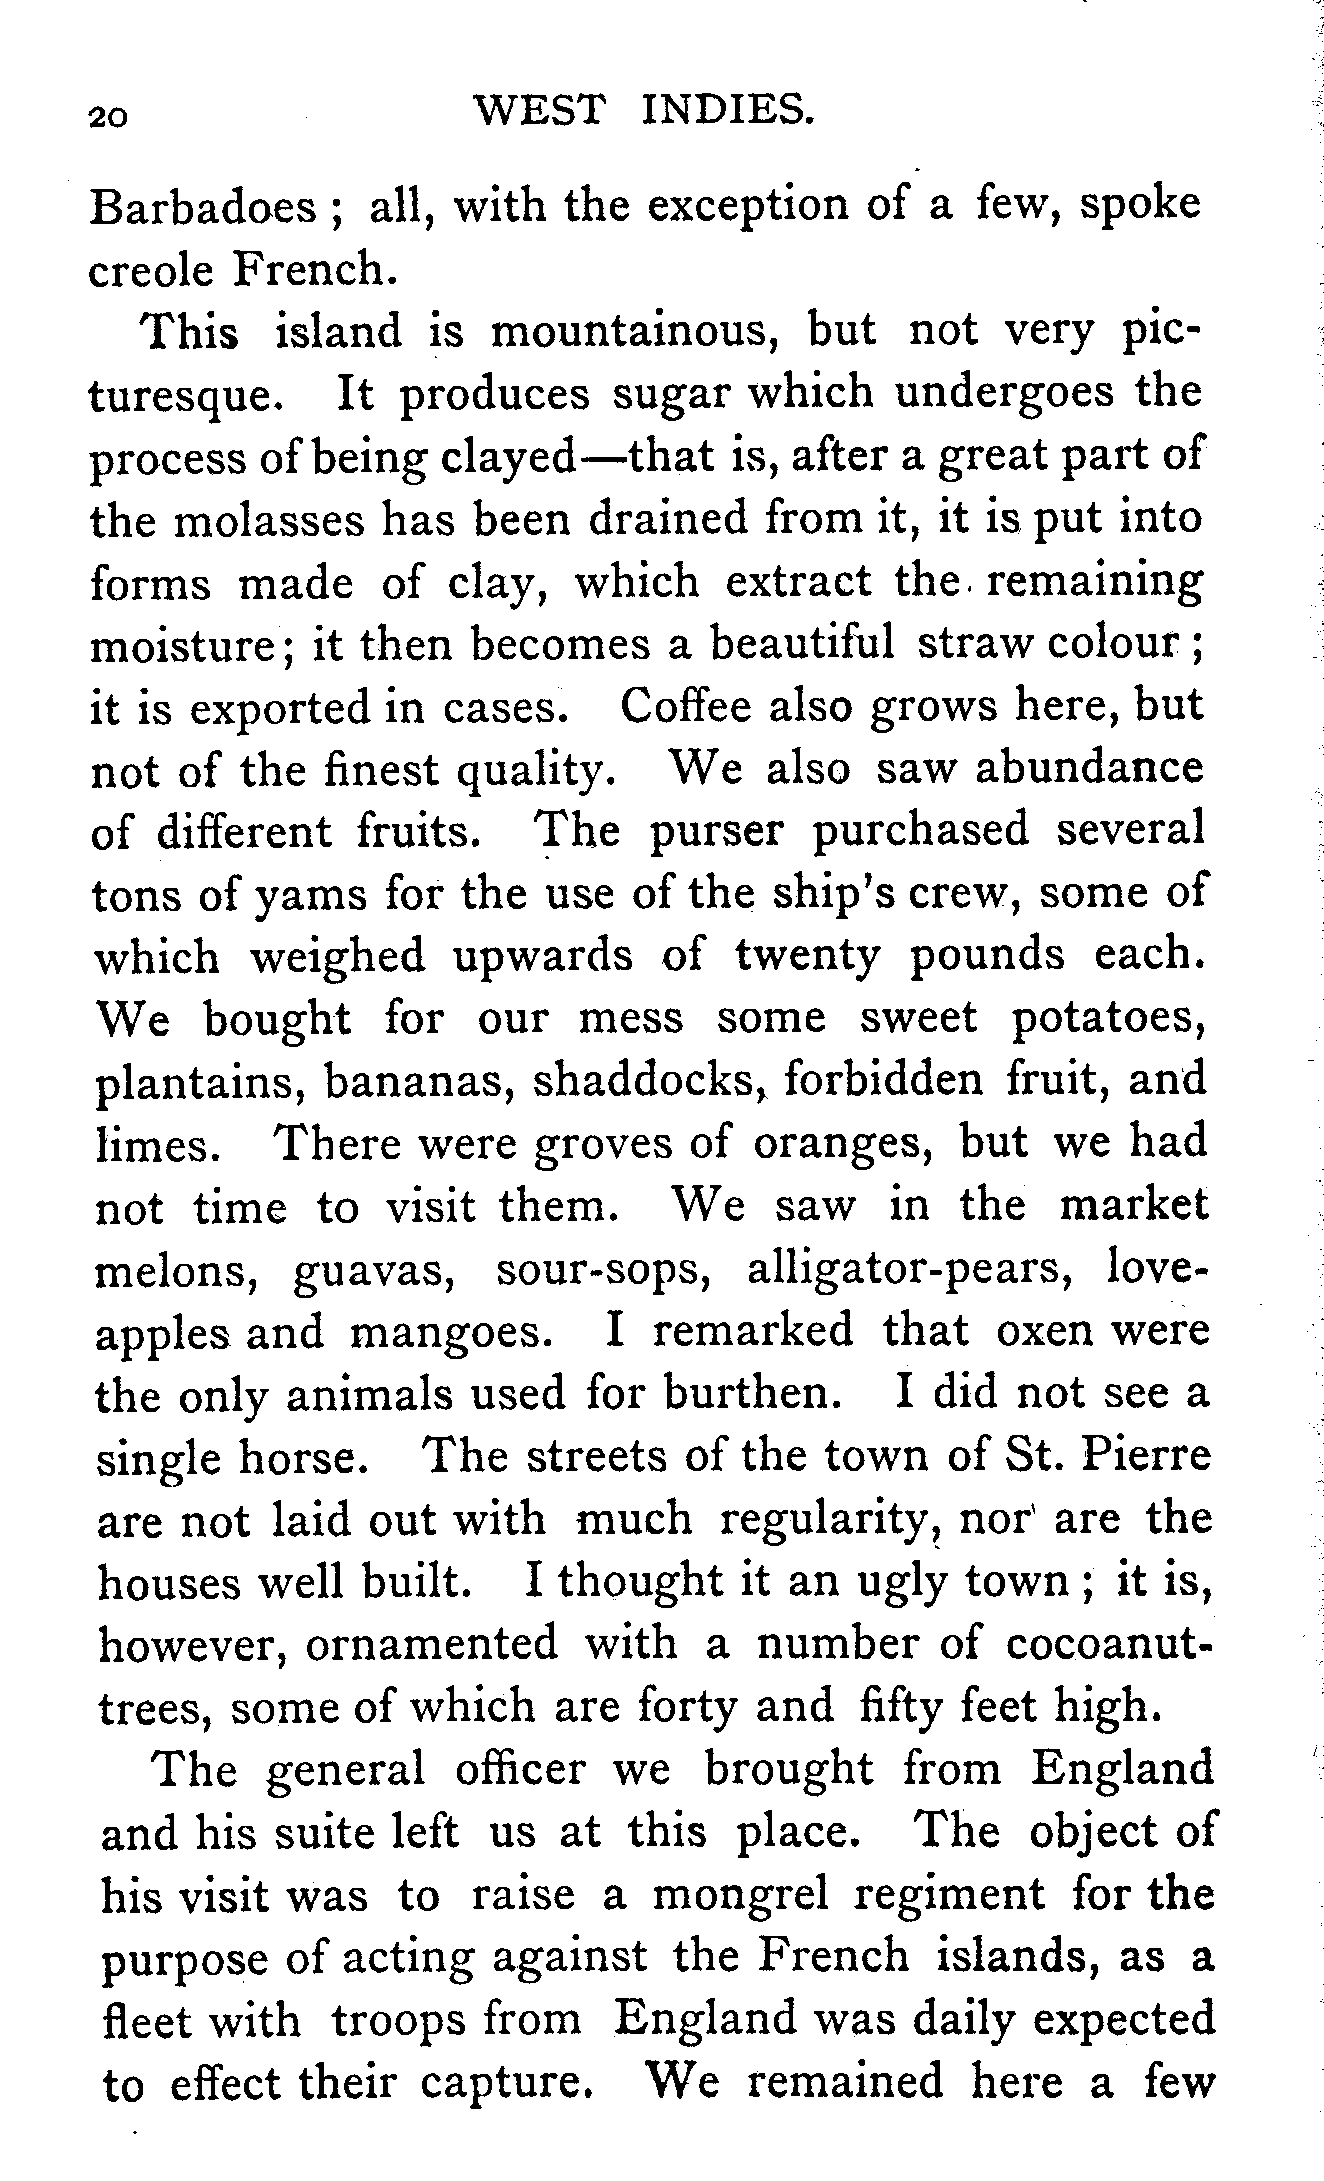 20 WEST INDIES.
Barbadoes ; all, with the exception of a few, spoke
creole French.
This island is mountainous, but not very pic-
turesque. It produces sugar which undergoes the
process of being clayed—that is, after a great part of
the molasses has been drained from it, it is put into
forms made of clay, which extract the remaining
moisture; it then becomes a beautiful straw colour ;
it is exported in cases. Coffee also grows here, but
not of the finest quality. We also saw abundance
of different fruits. The purser purchased several
tons of yams for the use of the ship's crew, some of
which weighed upwards of twenty pounds each.
We bought for our mess some sweet potatoes,
plantains, bananas, shaddocks, forbidden fruit, and
limes. There were groves of oranges, but we had
not time to visit them. We saw in the market
melons, guavas, sour-sops, alligator-pears, love-
apples and mangoes. I remarked that oxen were
the only animals used for burthen. I did not see a
single horse. The streets of the town of St. Pierre
are not laid out with much regularity, nor are the
houses well built. I thought it an ugly town ; it is,
however, ornamented with a number of cocoanut-
trees, some of which are forty and fifty feet high.
The general officer we brought from England
and his suite left us at this place. The object of
his visit was to raise a mongrel regiment for the
purpose of acting against the French islands, as a
fleet with troops from England was daily expected
to effect their capture. We remained here a few